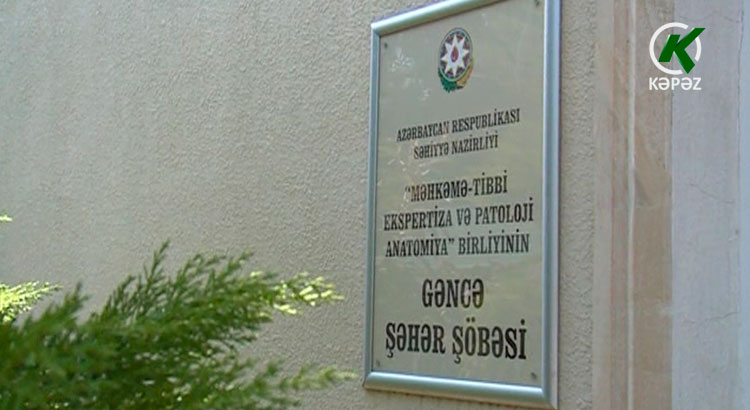 K
KƏPƏZ
AZƏRBAYCAN RESPUBLİKASI
SƏHİYYƏ NAZİRLİYİ
"MƏHKƏMƏ-TİBBİ
EKSPERTİZA VƏ PATOLOJİ
ANATOMİYA" BİRLİYİNİN
GƏNCƏ
ŞƏHƏR ŞÖBƏSİ